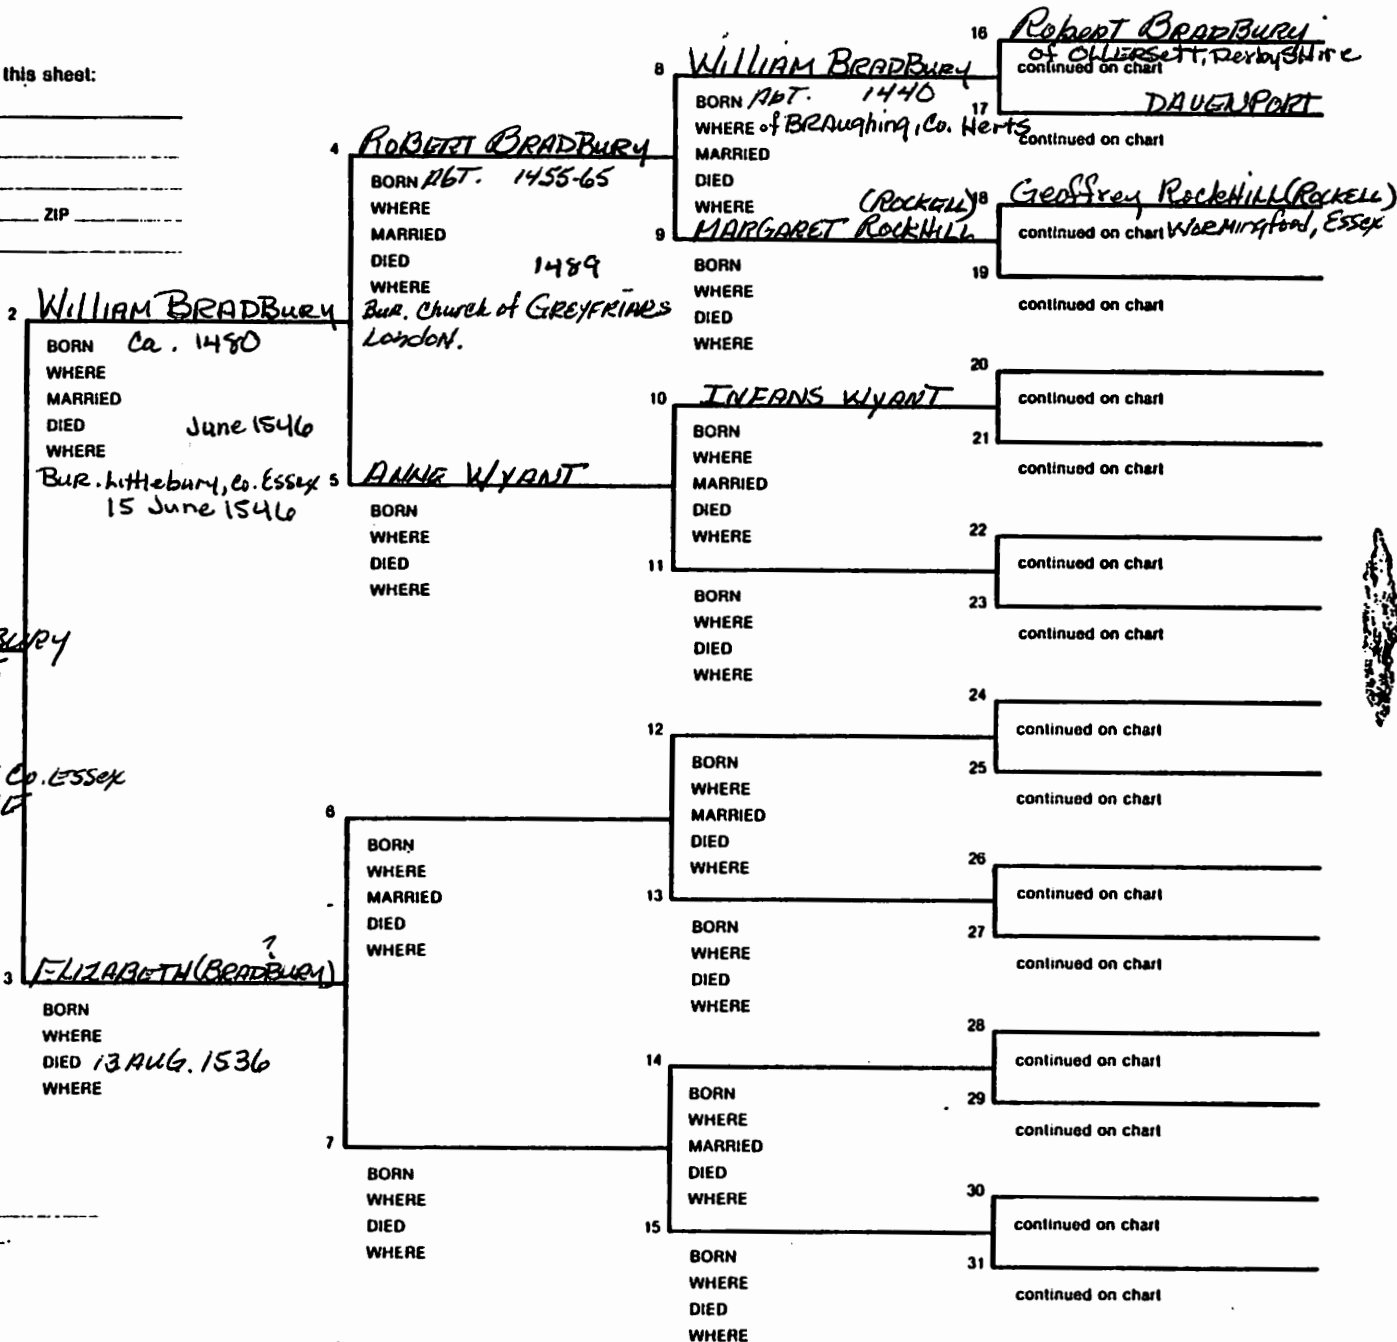 this sheet:
ZIP
BURY
Co. ESSEX
2 WILLIAM BRADBURY
BORN Ca. 1480
WHERE
MARRIED
DIED June 1546
WHERE
BUR. Littlebury, Co. Essex
15 June 1546
3 ELIZABETH (BRADBURY) ?
BORN
WHERE
DIED 13 AUG. 1536
WHERE
4 ROBERT BRADBURY
BORN AbT. 1455-65
WHERE
MARRIED
DIED 1489
WHERE
Bur. Church of GREYFRIARS
LONDON.
5 ANNE WYANT
BORN
WHERE
DIED
WHERE
6
BORN
WHERE
MARRIED
DIED
WHERE
7
BORN
WHERE
DIED
WHERE
8 WILLIAM BRADBURY
BORN AbT. 1440
WHERE of BRAughing, Co. Herts
MARRIED
DIED
WHERE (ROCKELL)
9 MARGARET ROCKHILL
BORN
WHERE
DIED
WHERE
10 INFANS WYANT
BORN
WHERE
MARRIED
DIED
WHERE
11
BORN
WHERE
DIED
WHERE
12
BORN
WHERE
MARRIED
DIED
WHERE
13
BORN
WHERE
DIED
WHERE
14
BORN
WHERE
MARRIED
DIED
WHERE
15
BORN
WHERE
DIED
WHERE
16 Robert BRADBURY
of OLLERSETT, DerbyShire
continued on chart
17 DAVENPORT
continued on chart
18 Geoffrey ROCKHILL (ROCKELL)
continued on chart WORMingford, Essex
19
continued on chart
20
continued on chart
21
continued on chart
22
continued on chart
23
continued on chart
24
continued on chart
25
continued on chart
26
continued on chart
27
continued on chart
28
continued on chart
29
continued on chart
30
continued on chart
31
continued on chart